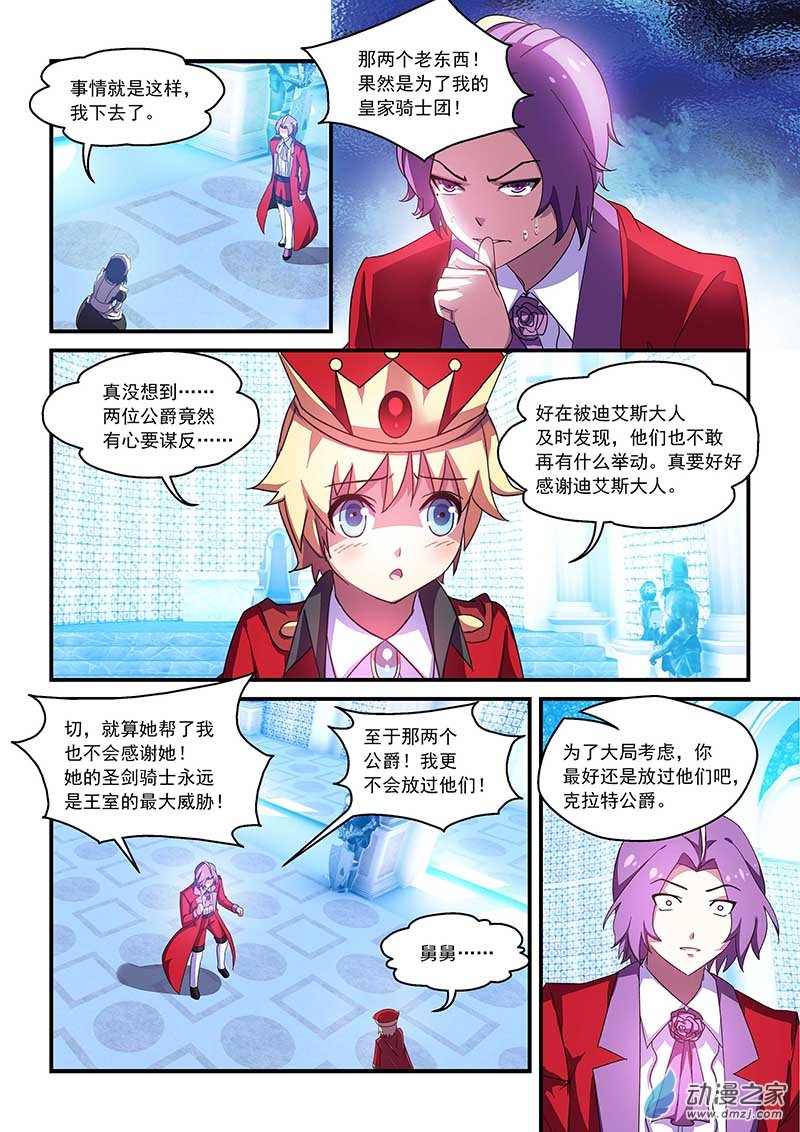 事情就是这样，
我下去了。
那两个老东西！
果然是为了我的
皇家骑士团！
真没想到……
两位公爵竟然
有心要谋反……
好在被迪艾斯大人
及时发现，他们也不敢
再有什么举动。真要好好
感谢迪艾斯大人。
切，就算她帮了我
也不会感谢她！
她的圣剑骑士永远
是王室的最大威胁！
至于那两个
公爵！我更
不会放过他们！
舅舅……
为了大局考虑，你
最好还是放过他们吧，
克拉特公爵。
动漫之家
www.dmzj.com